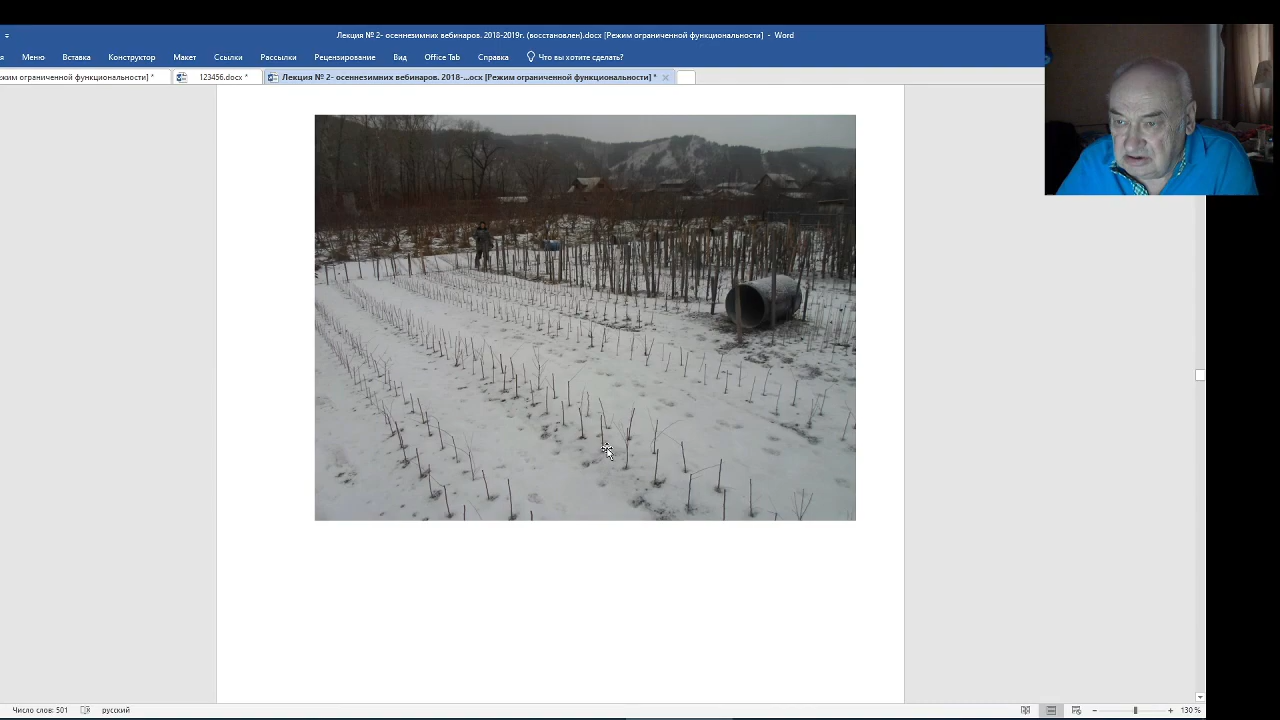 Лекция № 2- осеннезимних вебинаров. 2018-2019г. (восстановлен).docx [Режим ограниченной функциональности] - Word
я Меню Вставка Конструктор Макет Ссылки Рассылки Рецензирование Вид Office Tab Справка Что вы хотите сделать?
жим ограниченной функциональности] * 123456.docx * Лекция № 2- осеннезимних вебинаров. 2018-...оcx [Режим ограниченной функциональности] *
Число слов: 501 русский 130 %